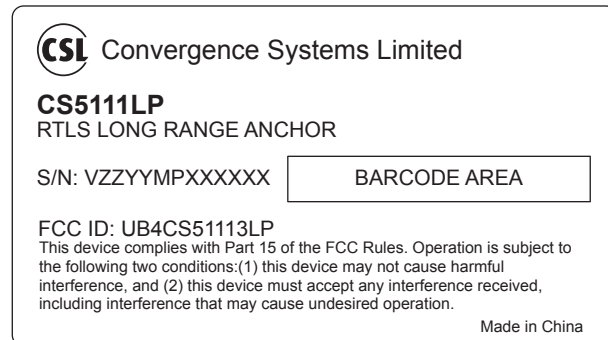 CSL Convergence Systems Limited
CS5111LP
RTLS LONG RANGE ANCHOR
S/N: VZZYYMPXXXXXX BARCODE AREA
FCC ID: UB4CS51113LP
This device complies with Part 15 of the FCC Rules. Operation is subject to
the following two conditions:(1) this device may not cause harmful
interference, and (2) this device must accept any interference received,
including interference that may cause undesired operation.
Made in China